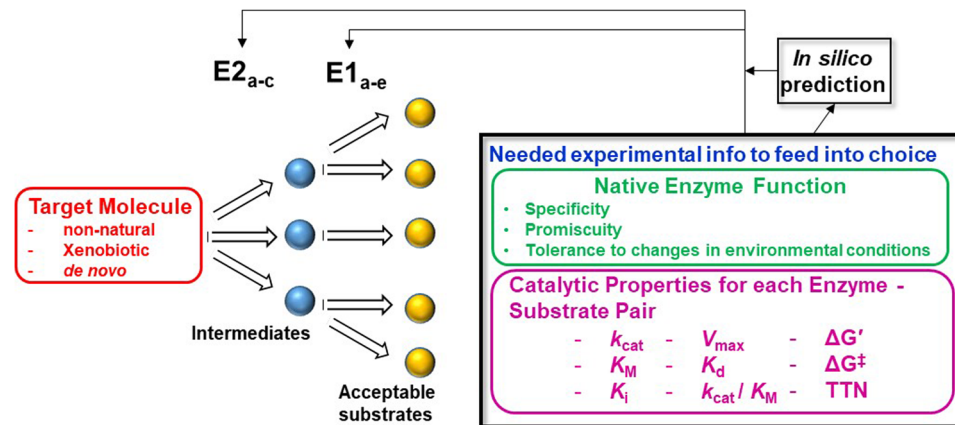 E2a-c
E1a-e
In silico
prediction
Target Molecule
- non-natural
- Xenobiotic
- de novo
Intermediates
Acceptable
substrates
Needed experimental info to feed into choice
Native Enzyme Function
• Specificity
• Promiscuity
• Tolerance to changes in environmental conditions
Catalytic Properties for each Enzyme -
Substrate Pair
- kcat - Vmax - ΔG′
- KM - Kd - ΔG‡
- Ki - kcat / KM - TTN